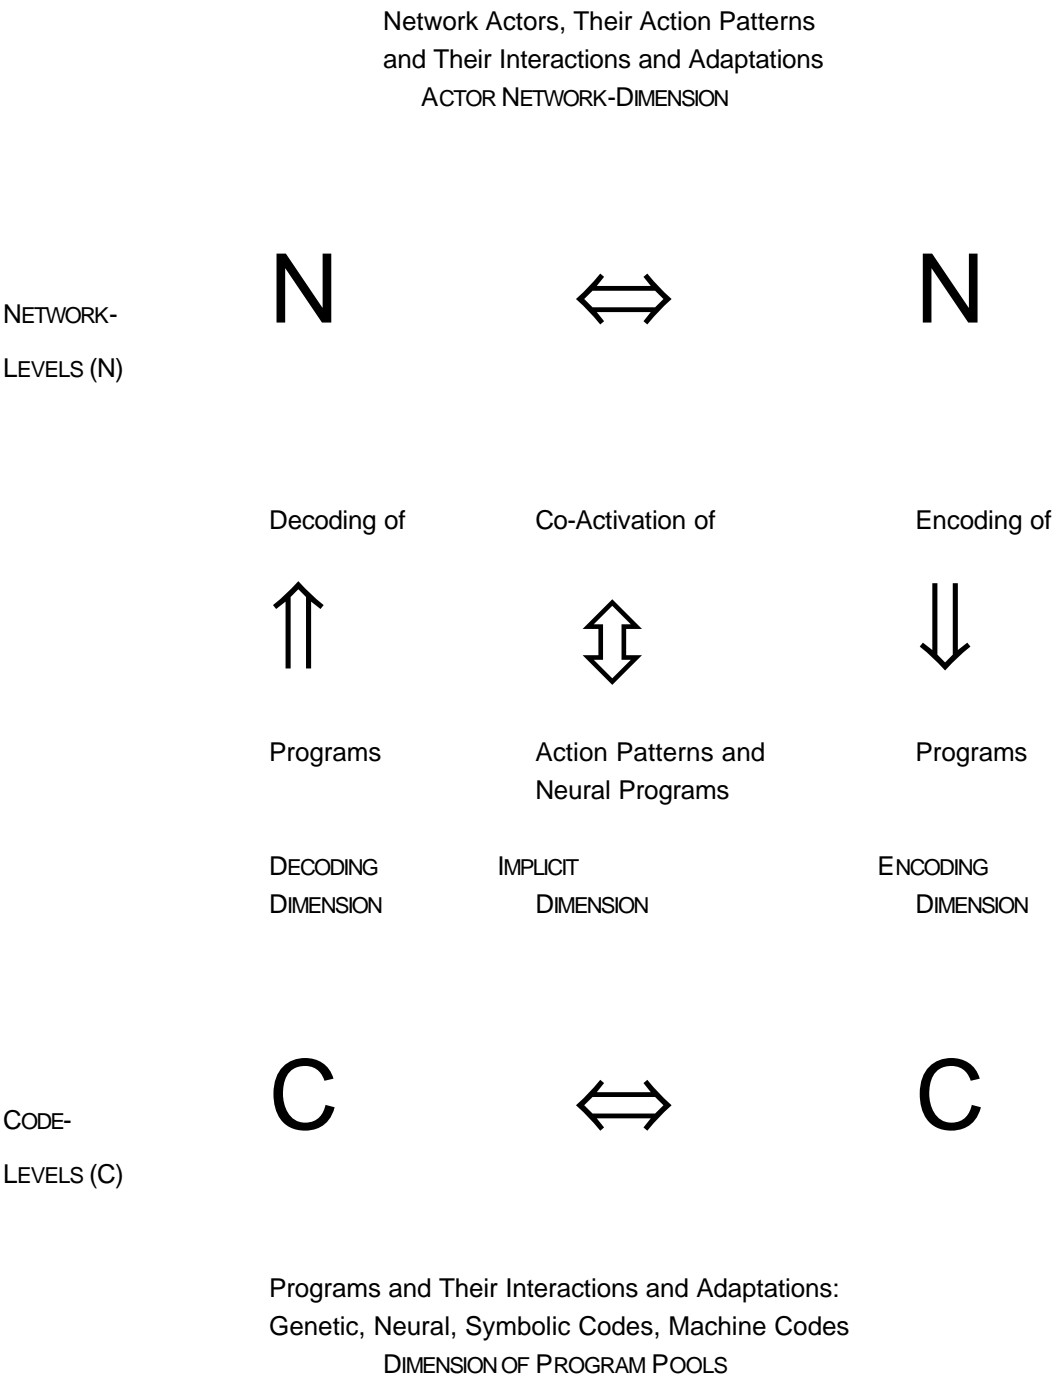 Network Actors, Their Action Patterns
and Their Interactions and Adaptations
ACTOR NETWORK-DIMENSION
N ⇔ N
NETWORK-
LEVELS (N)
Decoding of Co-Activation of Encoding of
⇑ ⇕ ⇓
Programs Action Patterns and Programs
Neural Programs
DECODING IMPLICIT ENCODING
DIMENSION DIMENSION DIMENSION
C ⇔ C
CODE-
LEVELS (C)
Programs and Their Interactions and Adaptations:
Genetic, Neural, Symbolic Codes, Machine Codes
DIMENSION OF PROGRAM POOLS